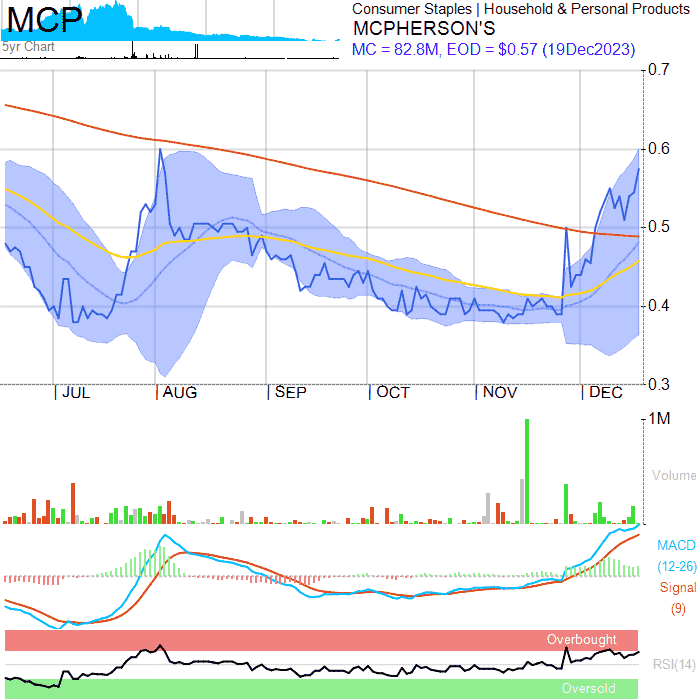 MCP
5yr Chart
Consumer Staples | Household & Personal Products
MCPHERSON'S
MC = 82.8M, EOD = $0.57 (19Dec2023)
0.7
0.6
0.5
0.4
0.3
JUL
AUG
SEP
OCT
NOV
DEC
1M
Volume
MACD
(12-26)
Signal
(9)
Overbought
RSI(14)
Oversold